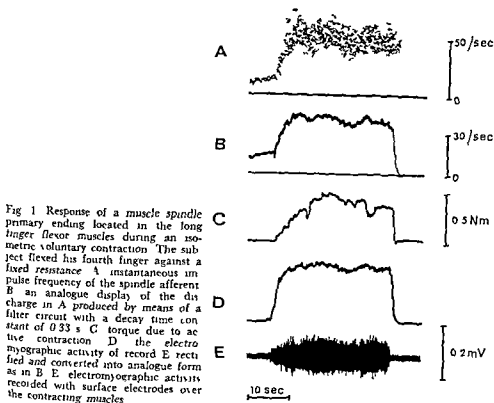 A
50/sec
0
B
30/sec
0
C
0.5Nm
D
E
0.2mV
10 sec
Fig 1 Response of a muscle spindle
primary ending located in the long
finger flexor muscles during an iso-
metric voluntary contraction The sub
ject flexed his fourth finger against a
fixed resistance A instantaneous im
pulse frequency of the spindle afferent
B an analogue display of the dis
charge in A produced by means of a
filter circuit with a decay time con
stant of 0 33 s C torque due to ac
tive contraction D the electro
myographic activity of record E recti
fied and converted into analogue form
as in B E electromyographic activity
recorded with surface electrodes over
the contracting muscles